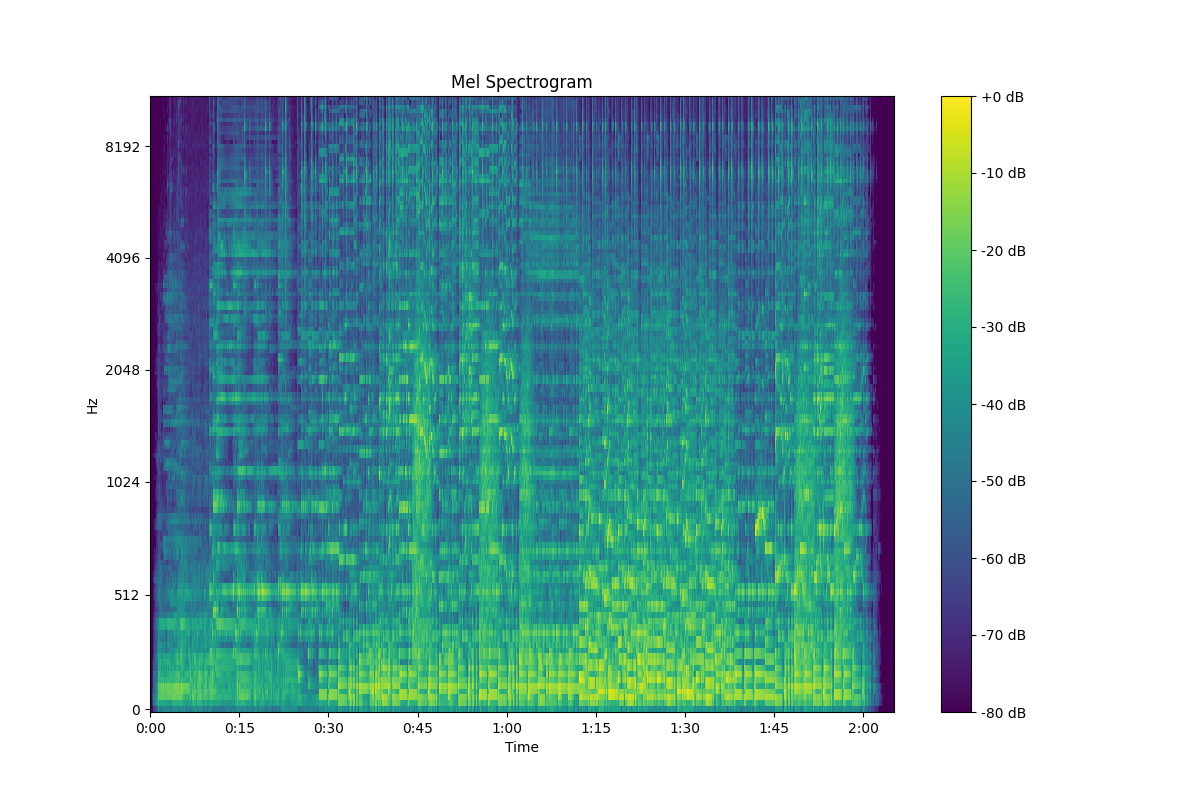 Mel Spectrogram
+0 dB
8192
-10 dB
-20 dB
4096
-30 dB
2048
-40 dB
Hz
1024
-50 dB
-60 dB
512
-70 dB
0
-80 dB
0:00 0:15 0:30 0:45 1:00 1:15 1:30 1:45 2:00
Time